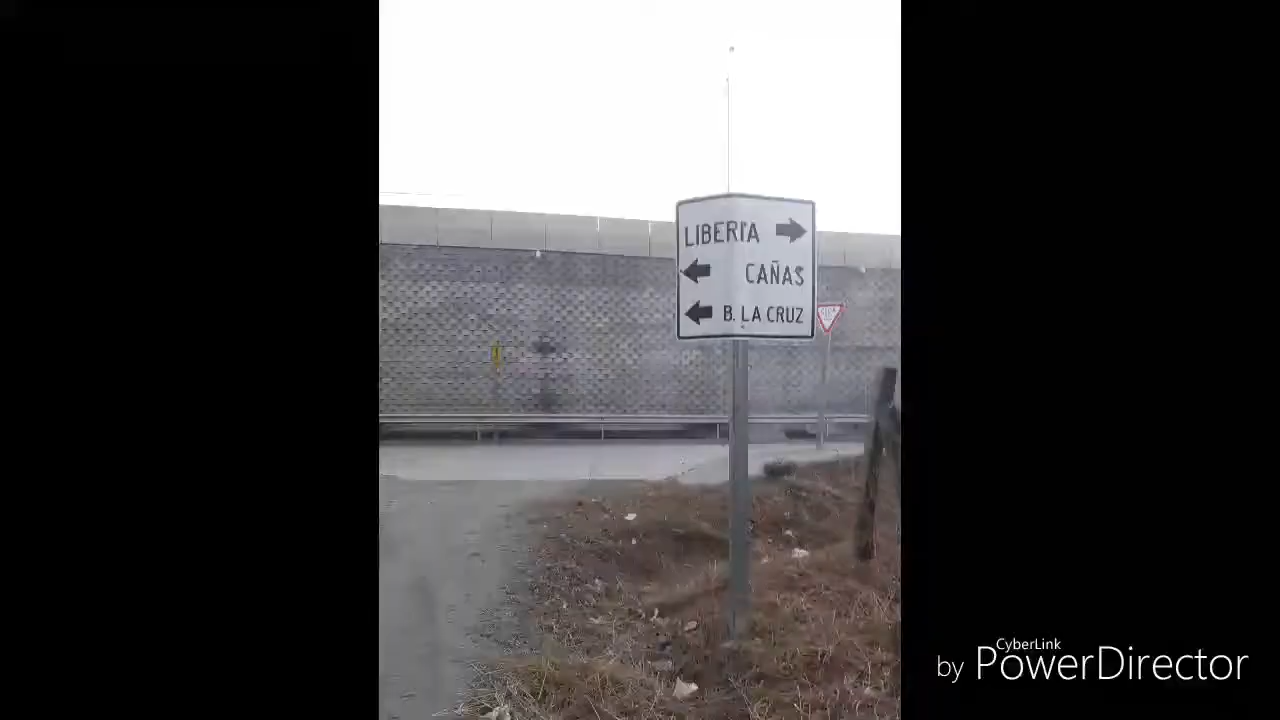 LIBERIA
CAÑAS
B. LA CRUZ
CyberLink
by PowerDirector